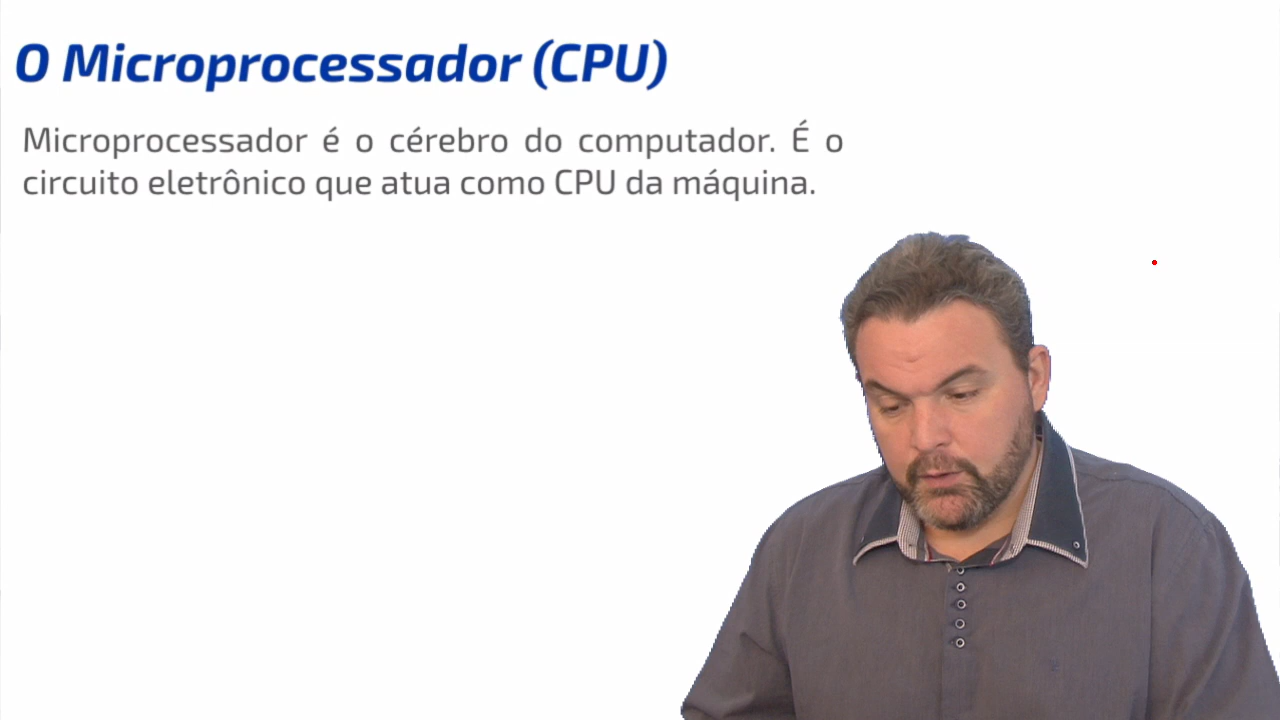 O Microprocessador (CPU)
Microprocessador é o cérebro do computador. É o
circuito eletrônico que atua como CPU da máquina.